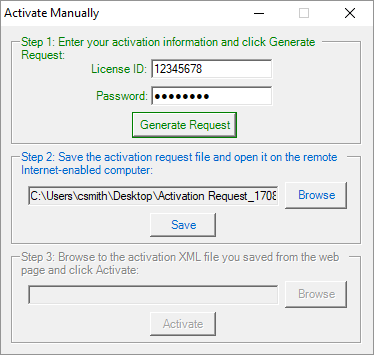 Activate Manually
Step 1: Enter your activation information and click Generate
Request:
License ID: 12345678
Password: ●●●●●●●●
Generate Request
Step 2: Save the activation request file and open it on the remote
Internet-enabled computer:
C:\Users\csmith\Desktop\Activation Request_1708
Browse
Save
Step 3: Browse to the activation XML file you saved from the web
page and click Activate:
Browse
Activate